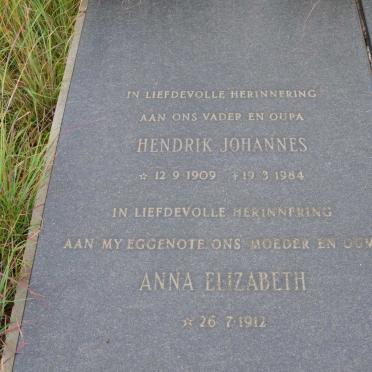 IN LIEFDEVOLLE HERINNERING
AAN ONS VADER EN OUPA
HENDRIK JOHANNES
☆ 12·9·1909 +19·3·1984
IN LIEFDEVOLLE HERINNERING
AAN MY EGGENOTE ONS MOEDER EN
ANNA ELIZABETH
☆ 26·7·1912